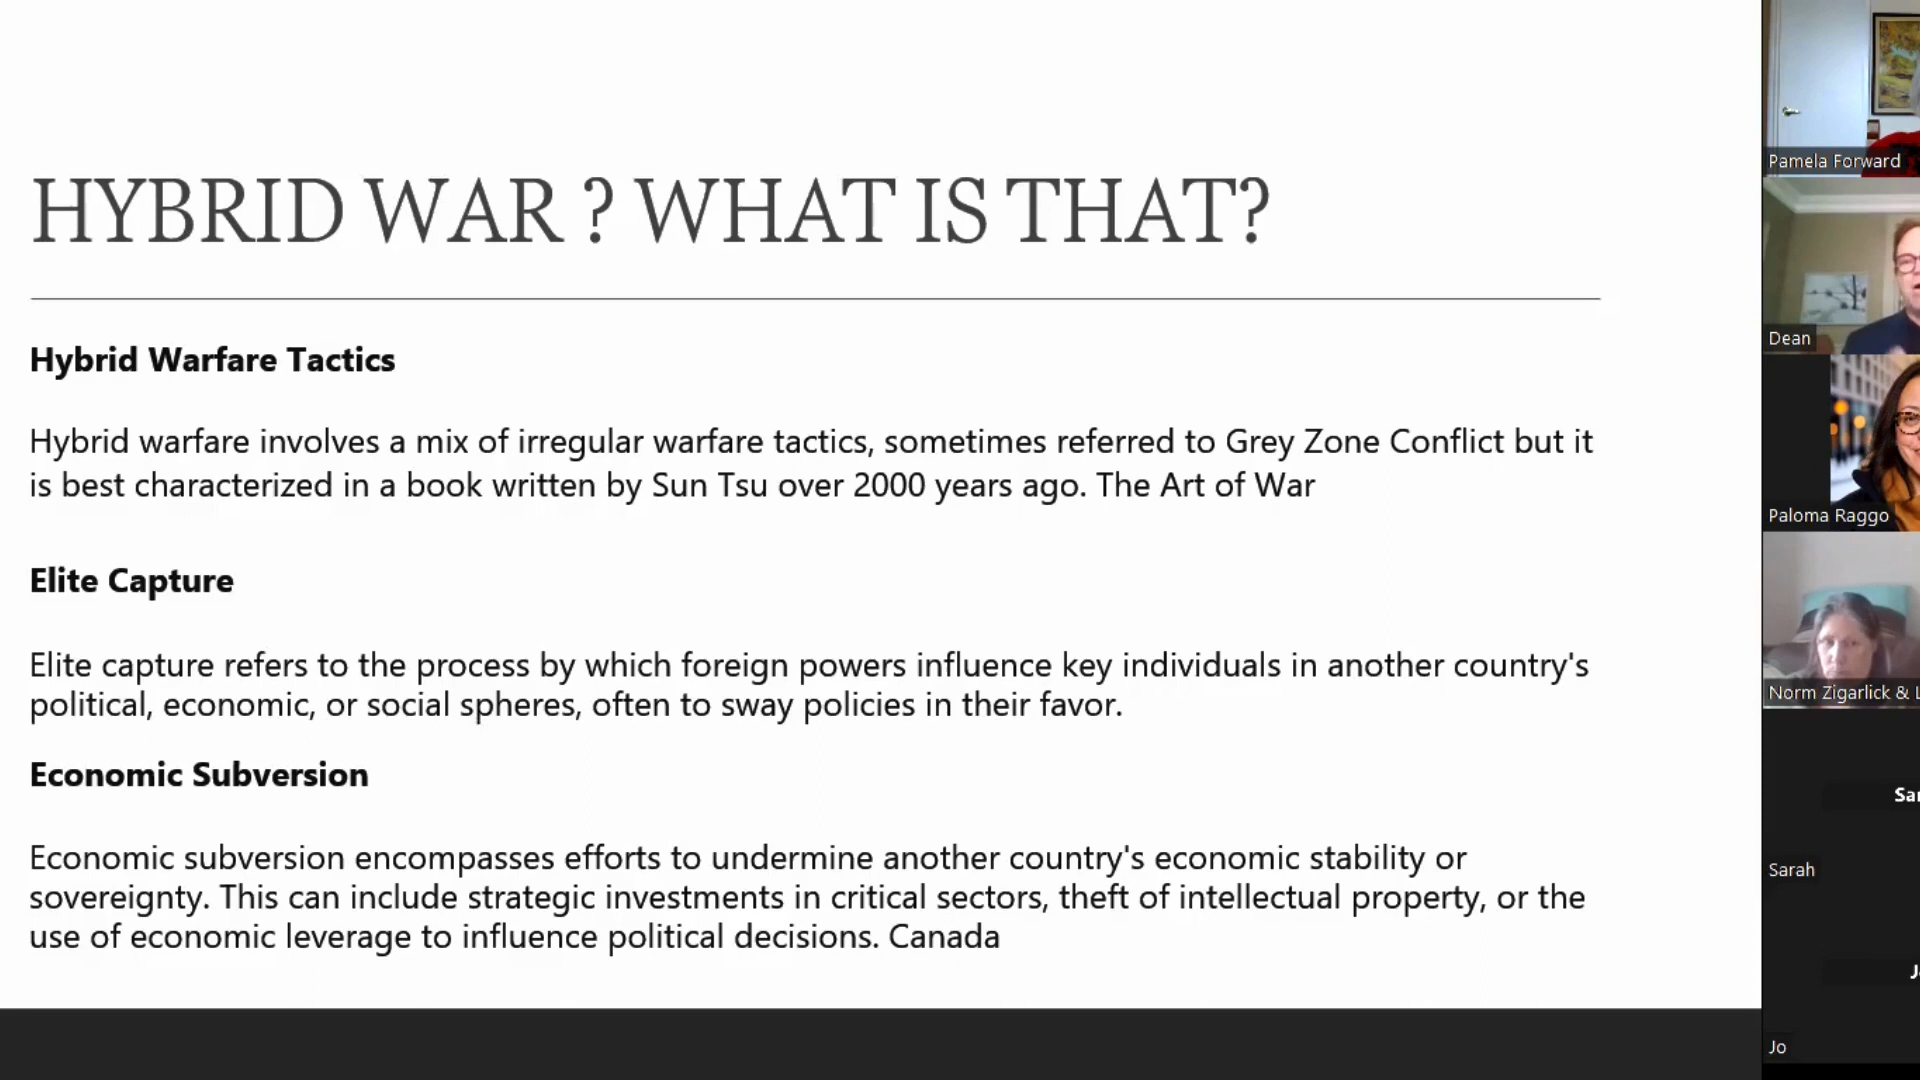 HYBRID WAR ? WHAT IS THAT?
Hybrid Warfare Tactics
Hybrid warfare involves a mix of irregular warfare tactics, sometimes referred to Grey Zone Conflict but it
is best characterized in a book written by Sun Tsu over 2000 years ago. The Art of War
Elite Capture
Elite capture refers to the process by which foreign powers influence key individuals in another country's
political, economic, or social spheres, often to sway policies in their favor.
Economic Subversion
Economic subversion encompasses efforts to undermine another country's economic stability or
sovereignty. This can include strategic investments in critical sectors, theft of intellectual property, or the
use of economic leverage to influence political decisions. Canada
Pamela Forward
Dean
Paloma Raggo
Norm Zigarlick &
Sarah
Jo